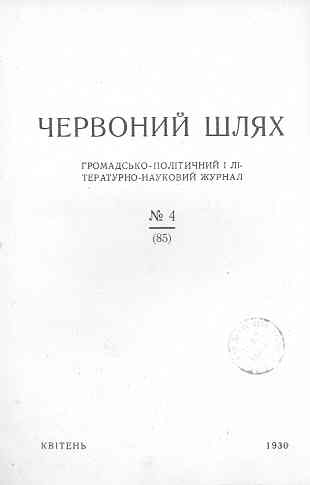 ЧЕРВОНИЙ ШЛЯХ
ГРОМАДСЬКО-ПОЛІТИЧНИЙ І ЛІ-
ТЕРАТУРНО-НАУКОВИЙ ЖУРНАЛ
№ 4
(85)
КВІТЕНЬ 1930